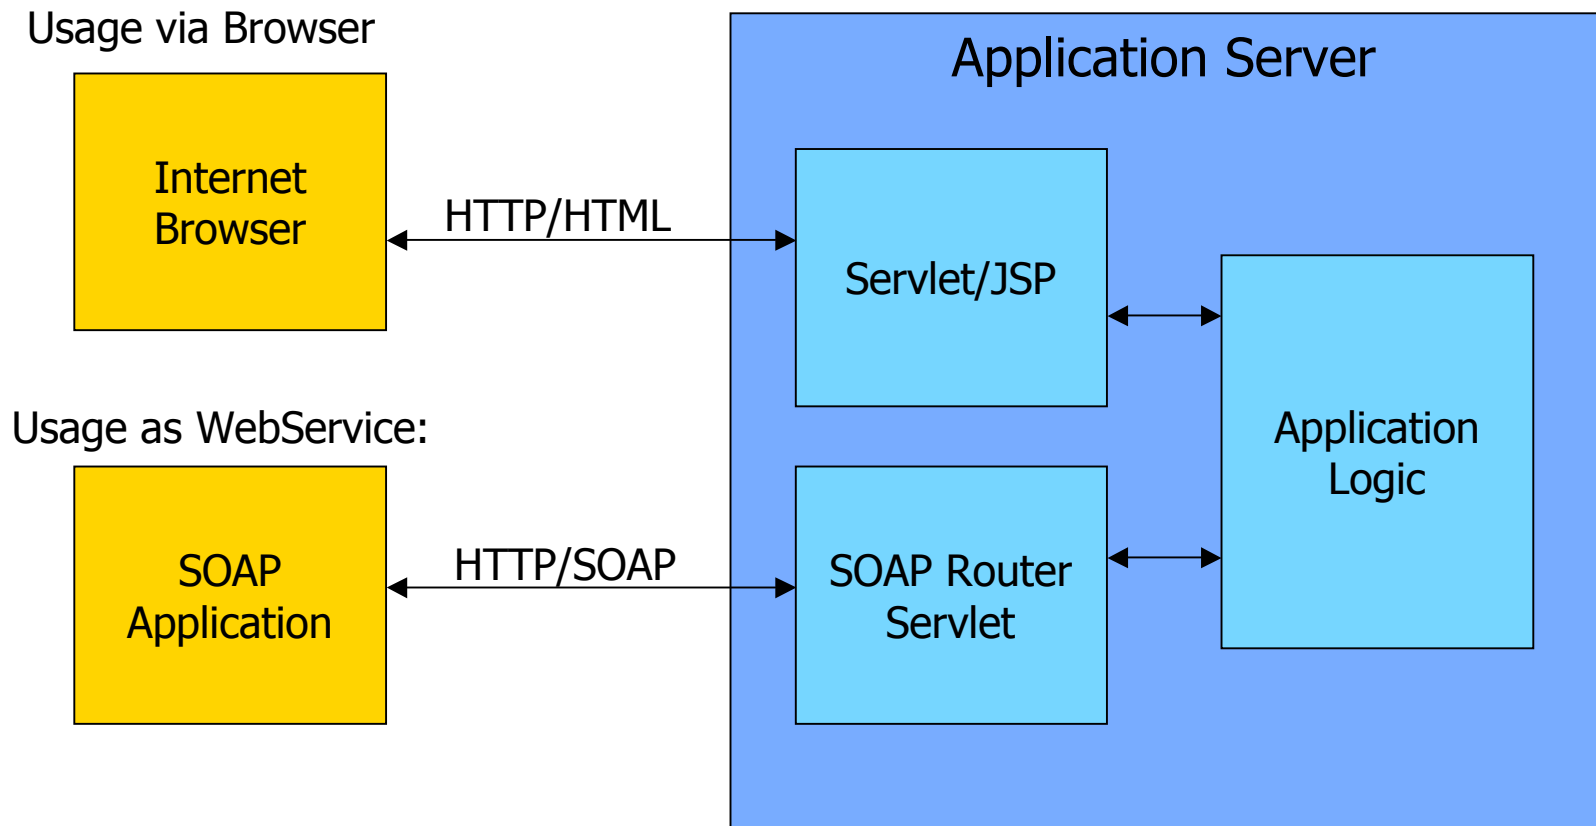 Usage via Browser
Application Server
Internet
Browser
HTTP/HTML
Servlet/JSP
Usage as WebService:
Application
Logic
SOAP
Application
HTTP/SOAP
SOAP Router
Servlet